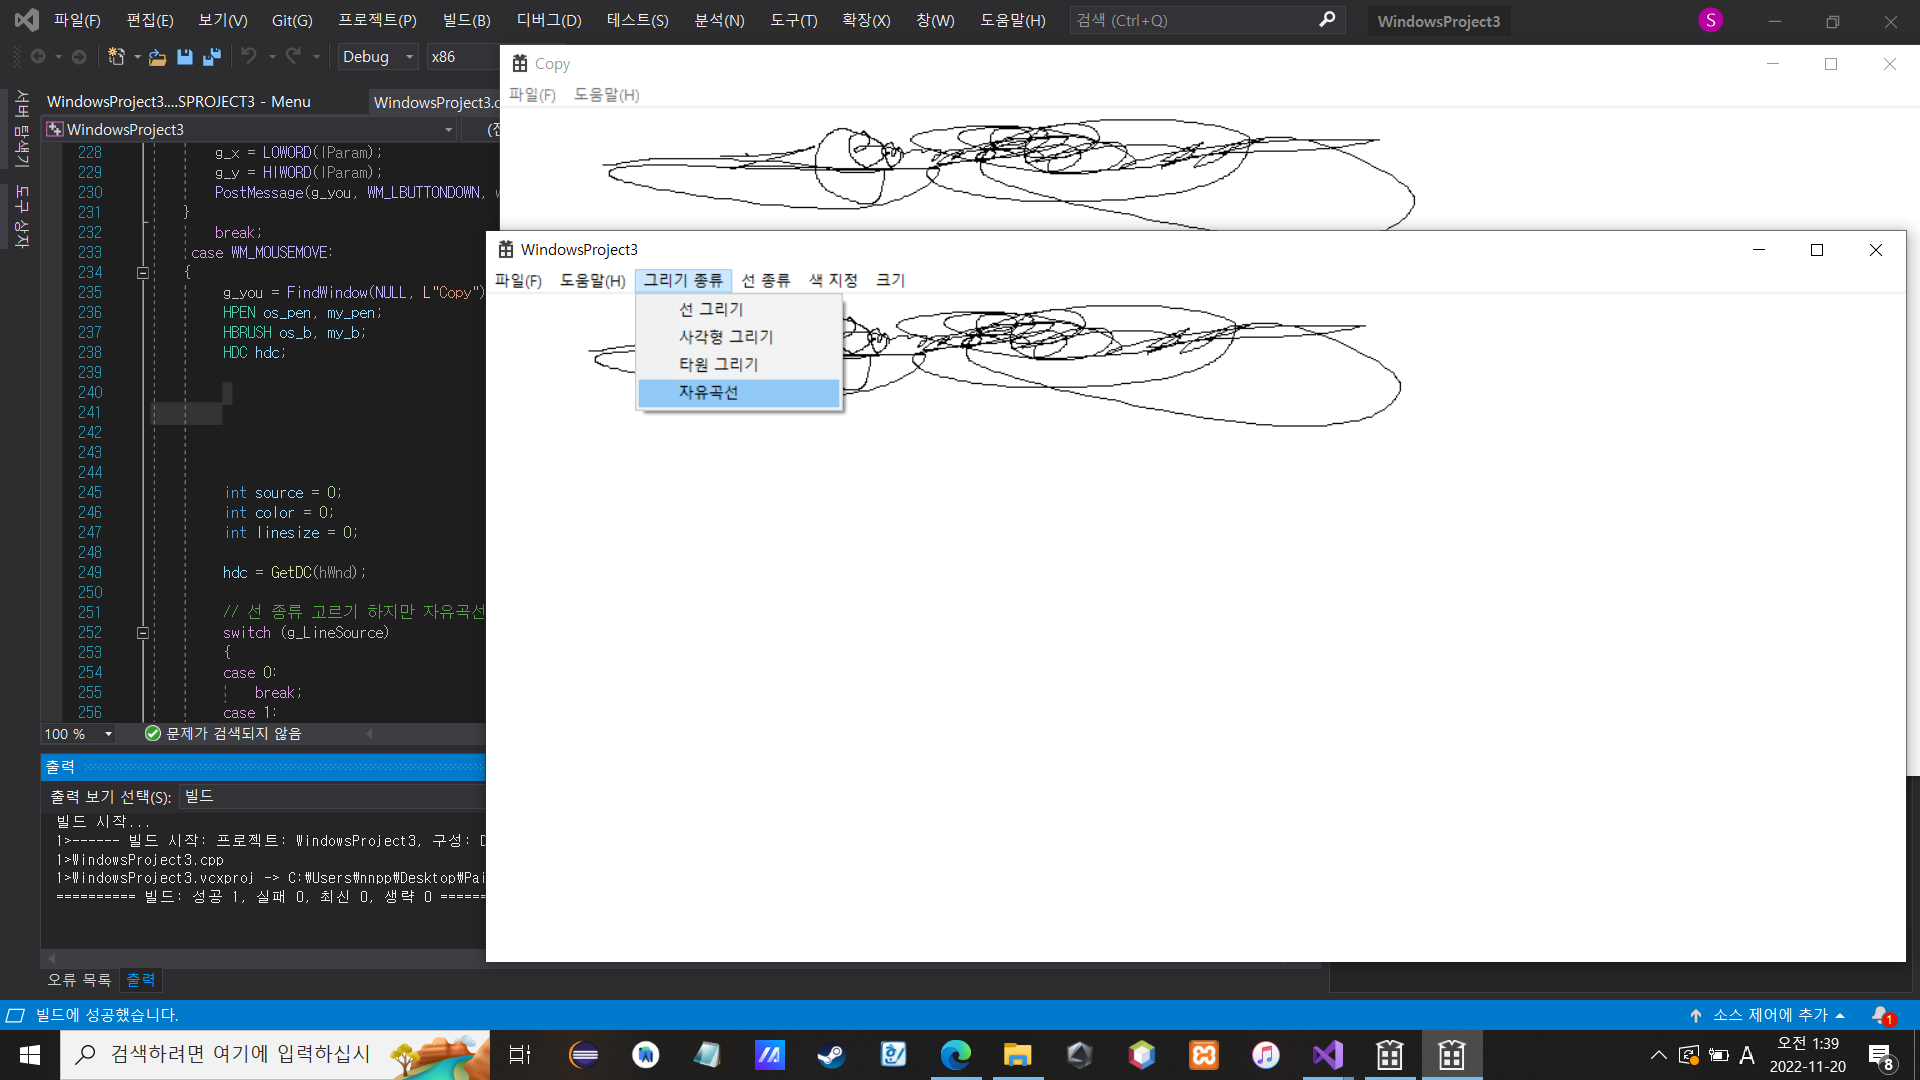 파일(F) 편집(E) 보기(V) Git(G) 프로젝트(P) 빌드(B) 디버그(D) 테스트(S) 분석(N) 도구(T) 확장(X) 창(W) 도움말(H) 검색 (Ctrl+Q) WindowsProject3 S
Debug x86
서버 탐색기
도구 상자
WindowsProject3....SPROJECT3 - Menu WindowsProject3.c
WindowsProject3 (전
228 g_x = LOWORD(lParam);
229 g_y = HIWORD(lParam);
230 PostMessage(g_you, WM_LBUTTONDOWN, w
231 }
232 break;
233 case WM_MOUSEMOVE:
234 {
235 g_you = FindWindow(NULL, L"Copy")
236 HPEN os_pen, my_pen;
237 HBRUSH os_b, my_b;
238 HDC hdc;
239
240
241
242
243
244
245 int source = 0;
246 int color = 0;
247 int linesize = 0;
248
249 hdc = GetDC(hWnd);
250
251 // 선 종류 고르기 하지만 자유곡선
252 switch (g_LineSource)
253 {
254 case 0:
255 break;
256 case 1:
100 % 문제가 검색되지 않음
출력
출력 보기 선택(S): 빌드
빌드 시작...
1>------ 빌드 시작: 프로젝트: WindowsProject3, 구성: D
1>WindowsProject3.cpp
1>WindowsProject3.vcxproj -> C:₩Users₩nnpp₩Desktop₩Pai
========== 빌드: 성공 1, 실패 0, 최신 0, 생략 0 ======
오류 목록 출력
빌드에 성공했습니다. 소스 제어에 추가 1
Copy
파일(F) 도움말(H)
WindowsProject3
파일(F) 도움말(H) 그리기 종류 선 종류 색 지정 크기
선 그리기
사각형 그리기
타원 그리기
자유곡선
검색하려면 여기에 입력하십시
A 오전 1:39
2022-11-20 8